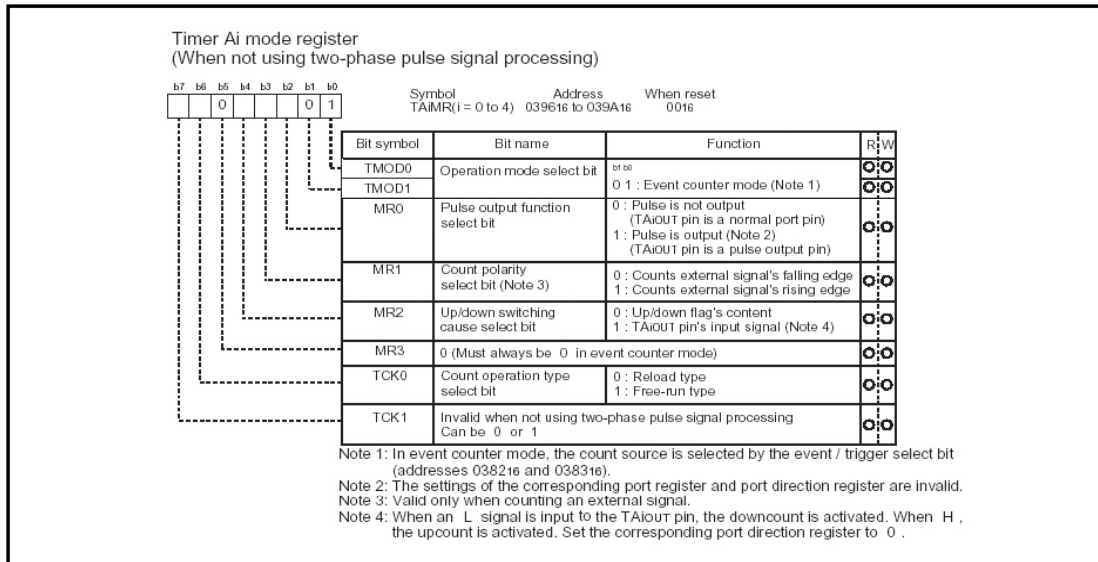 Timer Ai mode register
(When not using two-phase pulse signal processing)
b7 b6 b5 b4 b3 b2 b1 b0
0 0 1
Symbol Address When reset
TAiMR(i = 0 to 4) 039616 to 039A16 0016
Bit symbol Bit name Function R W
TMOD0 Operation mode select bit b1 b0
TMOD1 0 1 : Event counter mode (Note 1)
MR0 Pulse output function select bit 0 : Pulse is not output
(TAiOUT pin is a normal port pin)
1 : Pulse is output (Note 2)
(TAiOUT pin is a pulse output pin)
MR1 Count polarity select bit (Note 3) 0 : Counts external signal's falling edge
1 : Counts external signal's rising edge
MR2 Up/down switching cause select bit 0 : Up/down flag's content
1 : TAiOUT pin's input signal (Note 4)
MR3 0 (Must always be 0 in event counter mode)
TCK0 Count operation type select bit 0 : Reload type
1 : Free-run type
TCK1 Invalid when not using two-phase pulse signal processing
Can be 0 or 1
Note 1: In event counter mode, the count source is selected by the event / trigger select bit
(addresses 038216 and 038316).
Note 2: The settings of the corresponding port register and port direction register are invalid.
Note 3: Valid only when counting an external signal.
Note 4: When an L signal is input to the TAiOUT pin, the downcount is activated. When H ,
the upcount is activated. Set the corresponding port direction register to 0 .